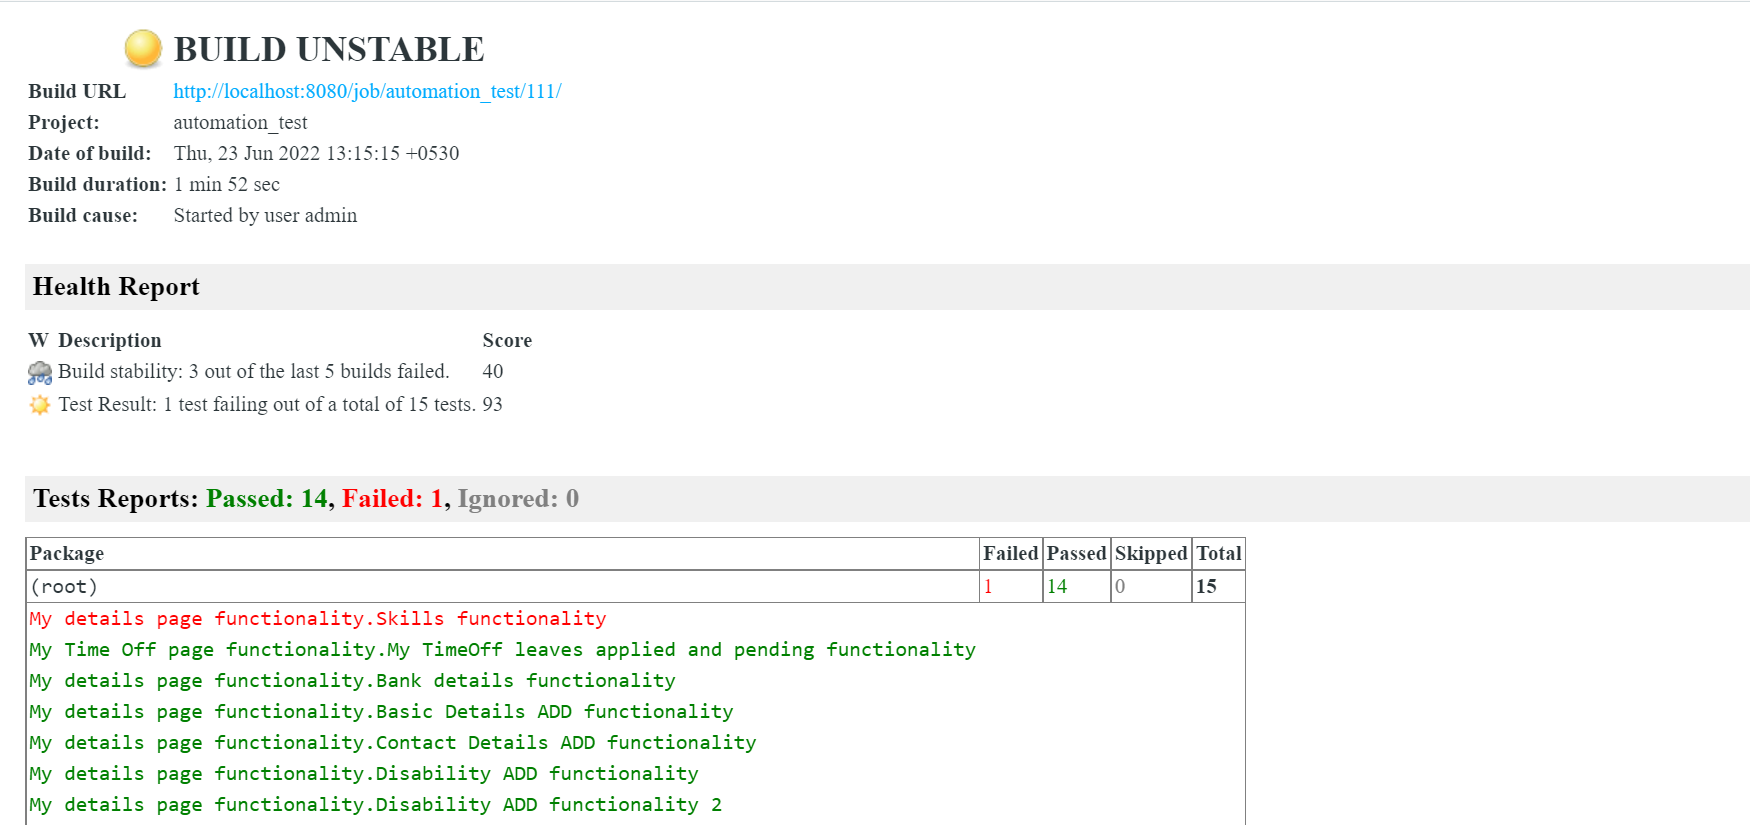 BUILD UNSTABLE
Build URL http://localhost:8080/job/automation_test/111/
Project: automation_test
Date of build: Thu, 23 Jun 2022 13:15:15 +0530
Build duration: 1 min 52 sec
Build cause: Started by user admin
Health Report
W Description Score
Build stability: 3 out of the last 5 builds failed. 40
Test Result: 1 test failing out of a total of 15 tests. 93
Tests Reports: Passed: 14, Failed: 1, Ignored: 0
Package Failed Passed Skipped Total
(root) 1 14 0 15
My details page functionality.Skills functionality
My Time Off page functionality.My TimeOff leaves applied and pending functionality
My details page functionality.Bank details functionality
My details page functionality.Basic Details ADD functionality
My details page functionality.Contact Details ADD functionality
My details page functionality.Disability ADD functionality
My details page functionality.Disability ADD functionality 2